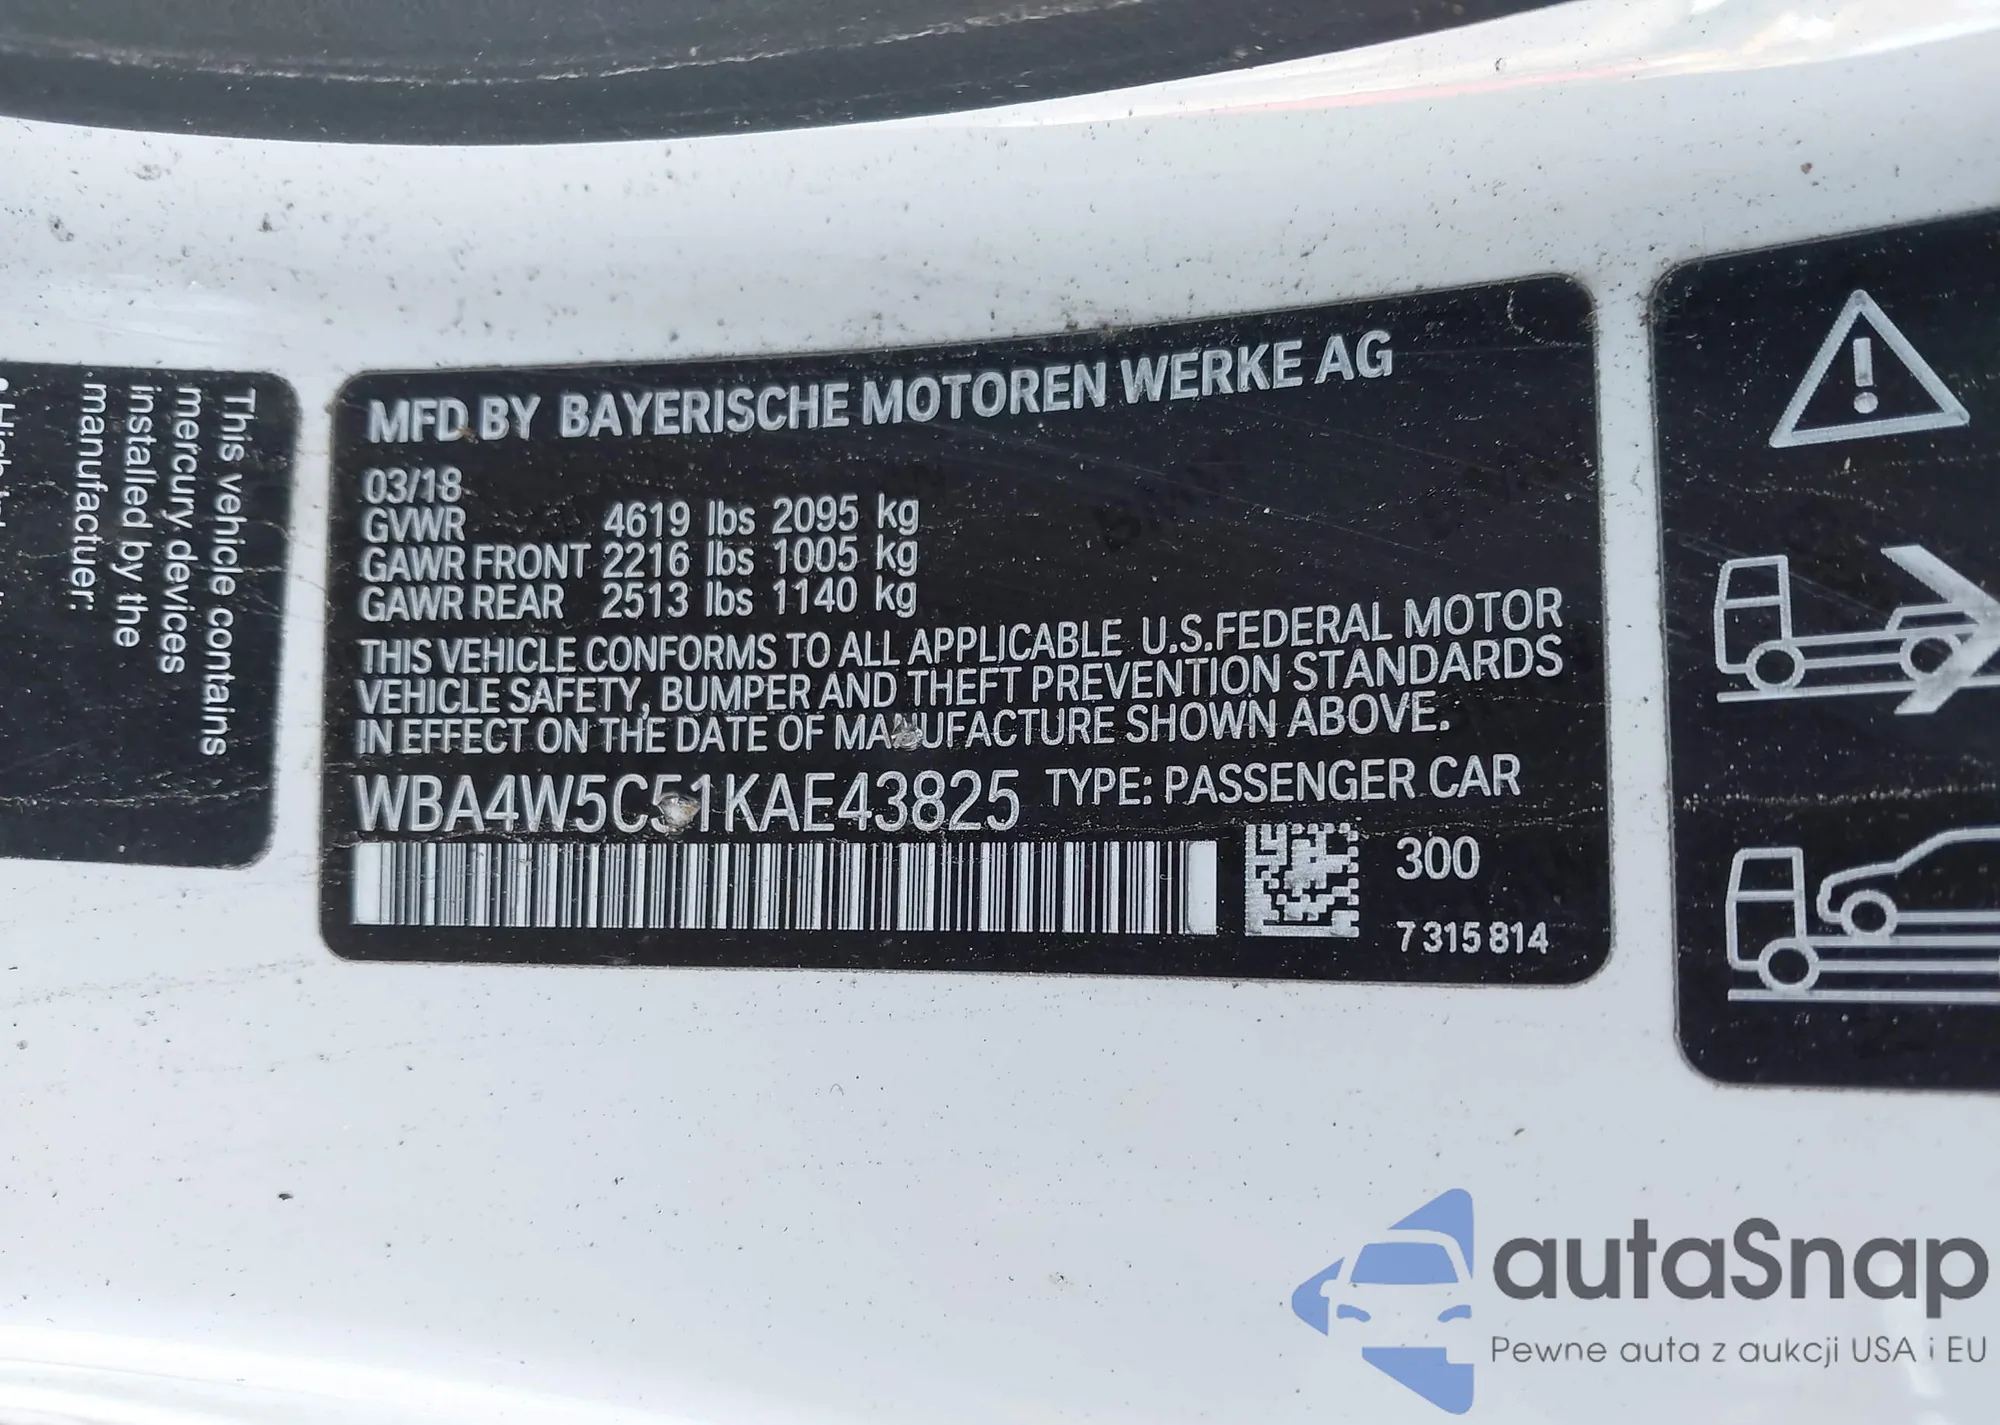 This vehicle contains
mercury devices
installed by the
manufactuer:
MFD BY BAYERISCHE MOTOREN WERKE AG
03/18
GVWR 4619 lbs 2095 kg
GAWR FRONT 2216 lbs 1005 kg
GAWR REAR 2513 lbs 1140 kg
THIS VEHICLE CONFORMS TO ALL APPLICABLE U.S.FEDERAL MOTOR
VEHICLE SAFETY, BUMPER AND THEFT PREVENTION STANDARDS
IN EFFECT ON THE DATE OF MANUFACTURE SHOWN ABOVE.
WBA4W5C51KAE43825 TYPE: PASSENGER CAR
300
7 315 814
autaSnap
Pewne auta z aukcji USA i EU